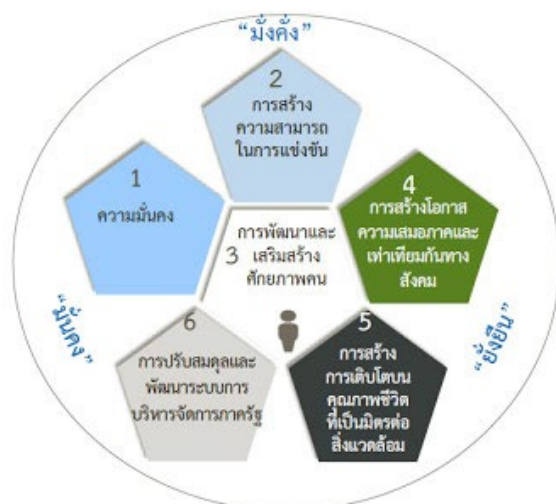 “มั่งคั่ง”
2
การสร้าง
ความสามารถ
ในการแข่งขัน
1
ความมั่นคง
4
การสร้างโอกาส
ความเสมอภาคและ
เท่าเทียมกันทาง
สังคม
การพัฒนาและ
3 เสริมสร้าง
ศักยภาพคน
“มั่นคง”
“ยั่งยืน”
6
การปรับสมดุลและ
พัฒนาระบบการ
บริหารจัดการภาครัฐ
5
การสร้าง
การเติบโตบน
คุณภาพชีวิต
ที่เป็นมิตรต่อ
สิ่งแวดล้อม